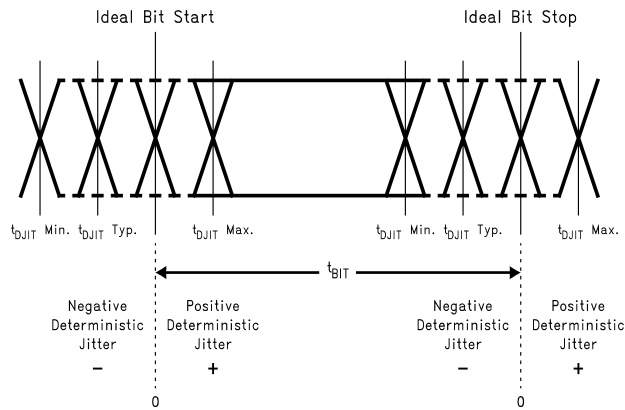 Ideal Bit Start Ideal Bit Stop
tDJIT Min. tDJIT Typ. tDJIT Max. tDJIT Min. tDJIT Typ. tDJIT Max.
tBIT
Negative Deterministic Jitter
−
Positive Deterministic Jitter
+
Negative Deterministic Jitter
−
Positive Deterministic Jitter
+
0 0